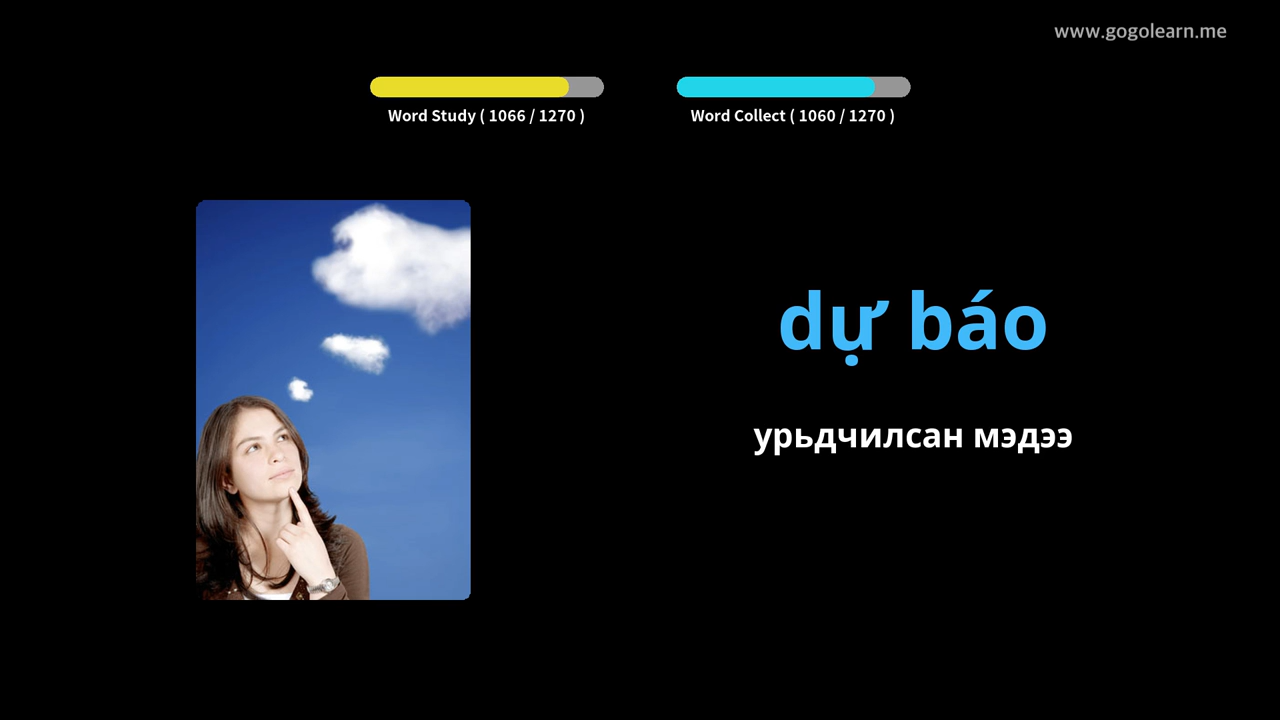 www.gogolearn.me
Word Study ( 1066 / 1270 )
Word Collect ( 1060 / 1270 )
dự báo
урьдчилсан мэдээ